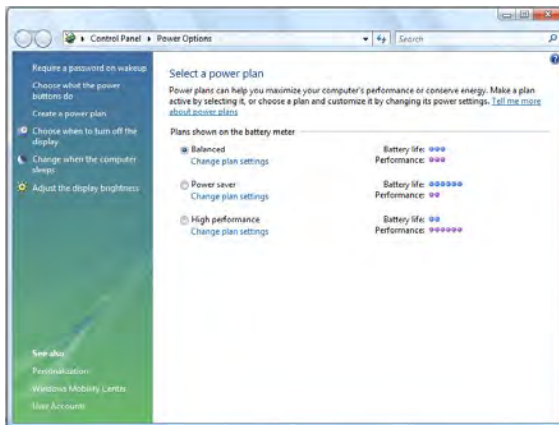 Control Panel ▸ Power Options
Search
Require a password on wakeup
Choose what the power
buttons do
Create a power plan
Choose when to turn off the
display
Change when the computer
sleeps
Adjust the display brightness
See also
Personalization
Windows Mobility Center
User Accounts
Select a power plan
Power plans can help you maximize your computer's performance or conserve energy. Make a plan
active by selecting it, or choose a plan and customize it by changing its power settings. Tell me more
about power plans
Plans shown on the battery meter
Balanced Battery life:
Change plan settings Performance:
Power saver Battery life:
Change plan settings Performance:
High performance Battery life:
Change plan settings Performance: